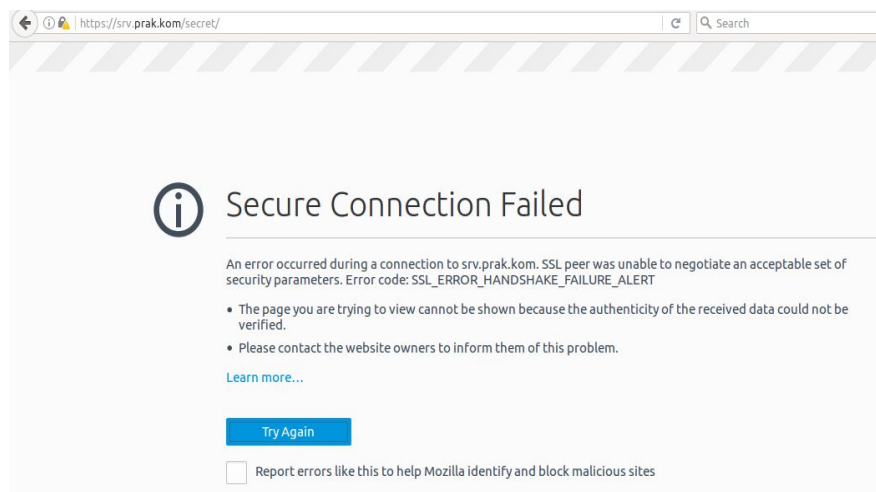 https://srv.prak.kom/secret/ Search
Secure Connection Failed
An error occurred during a connection to srv.prak.kom. SSL peer was unable to negotiate an acceptable set of
security parameters. Error code: SSL_ERROR_HANDSHAKE_FAILURE_ALERT
• The page you are trying to view cannot be shown because the authenticity of the received data could not be
verified.
• Please contact the website owners to inform them of this problem.
Learn more…
Try Again
Report errors like this to help Mozilla identify and block malicious sites